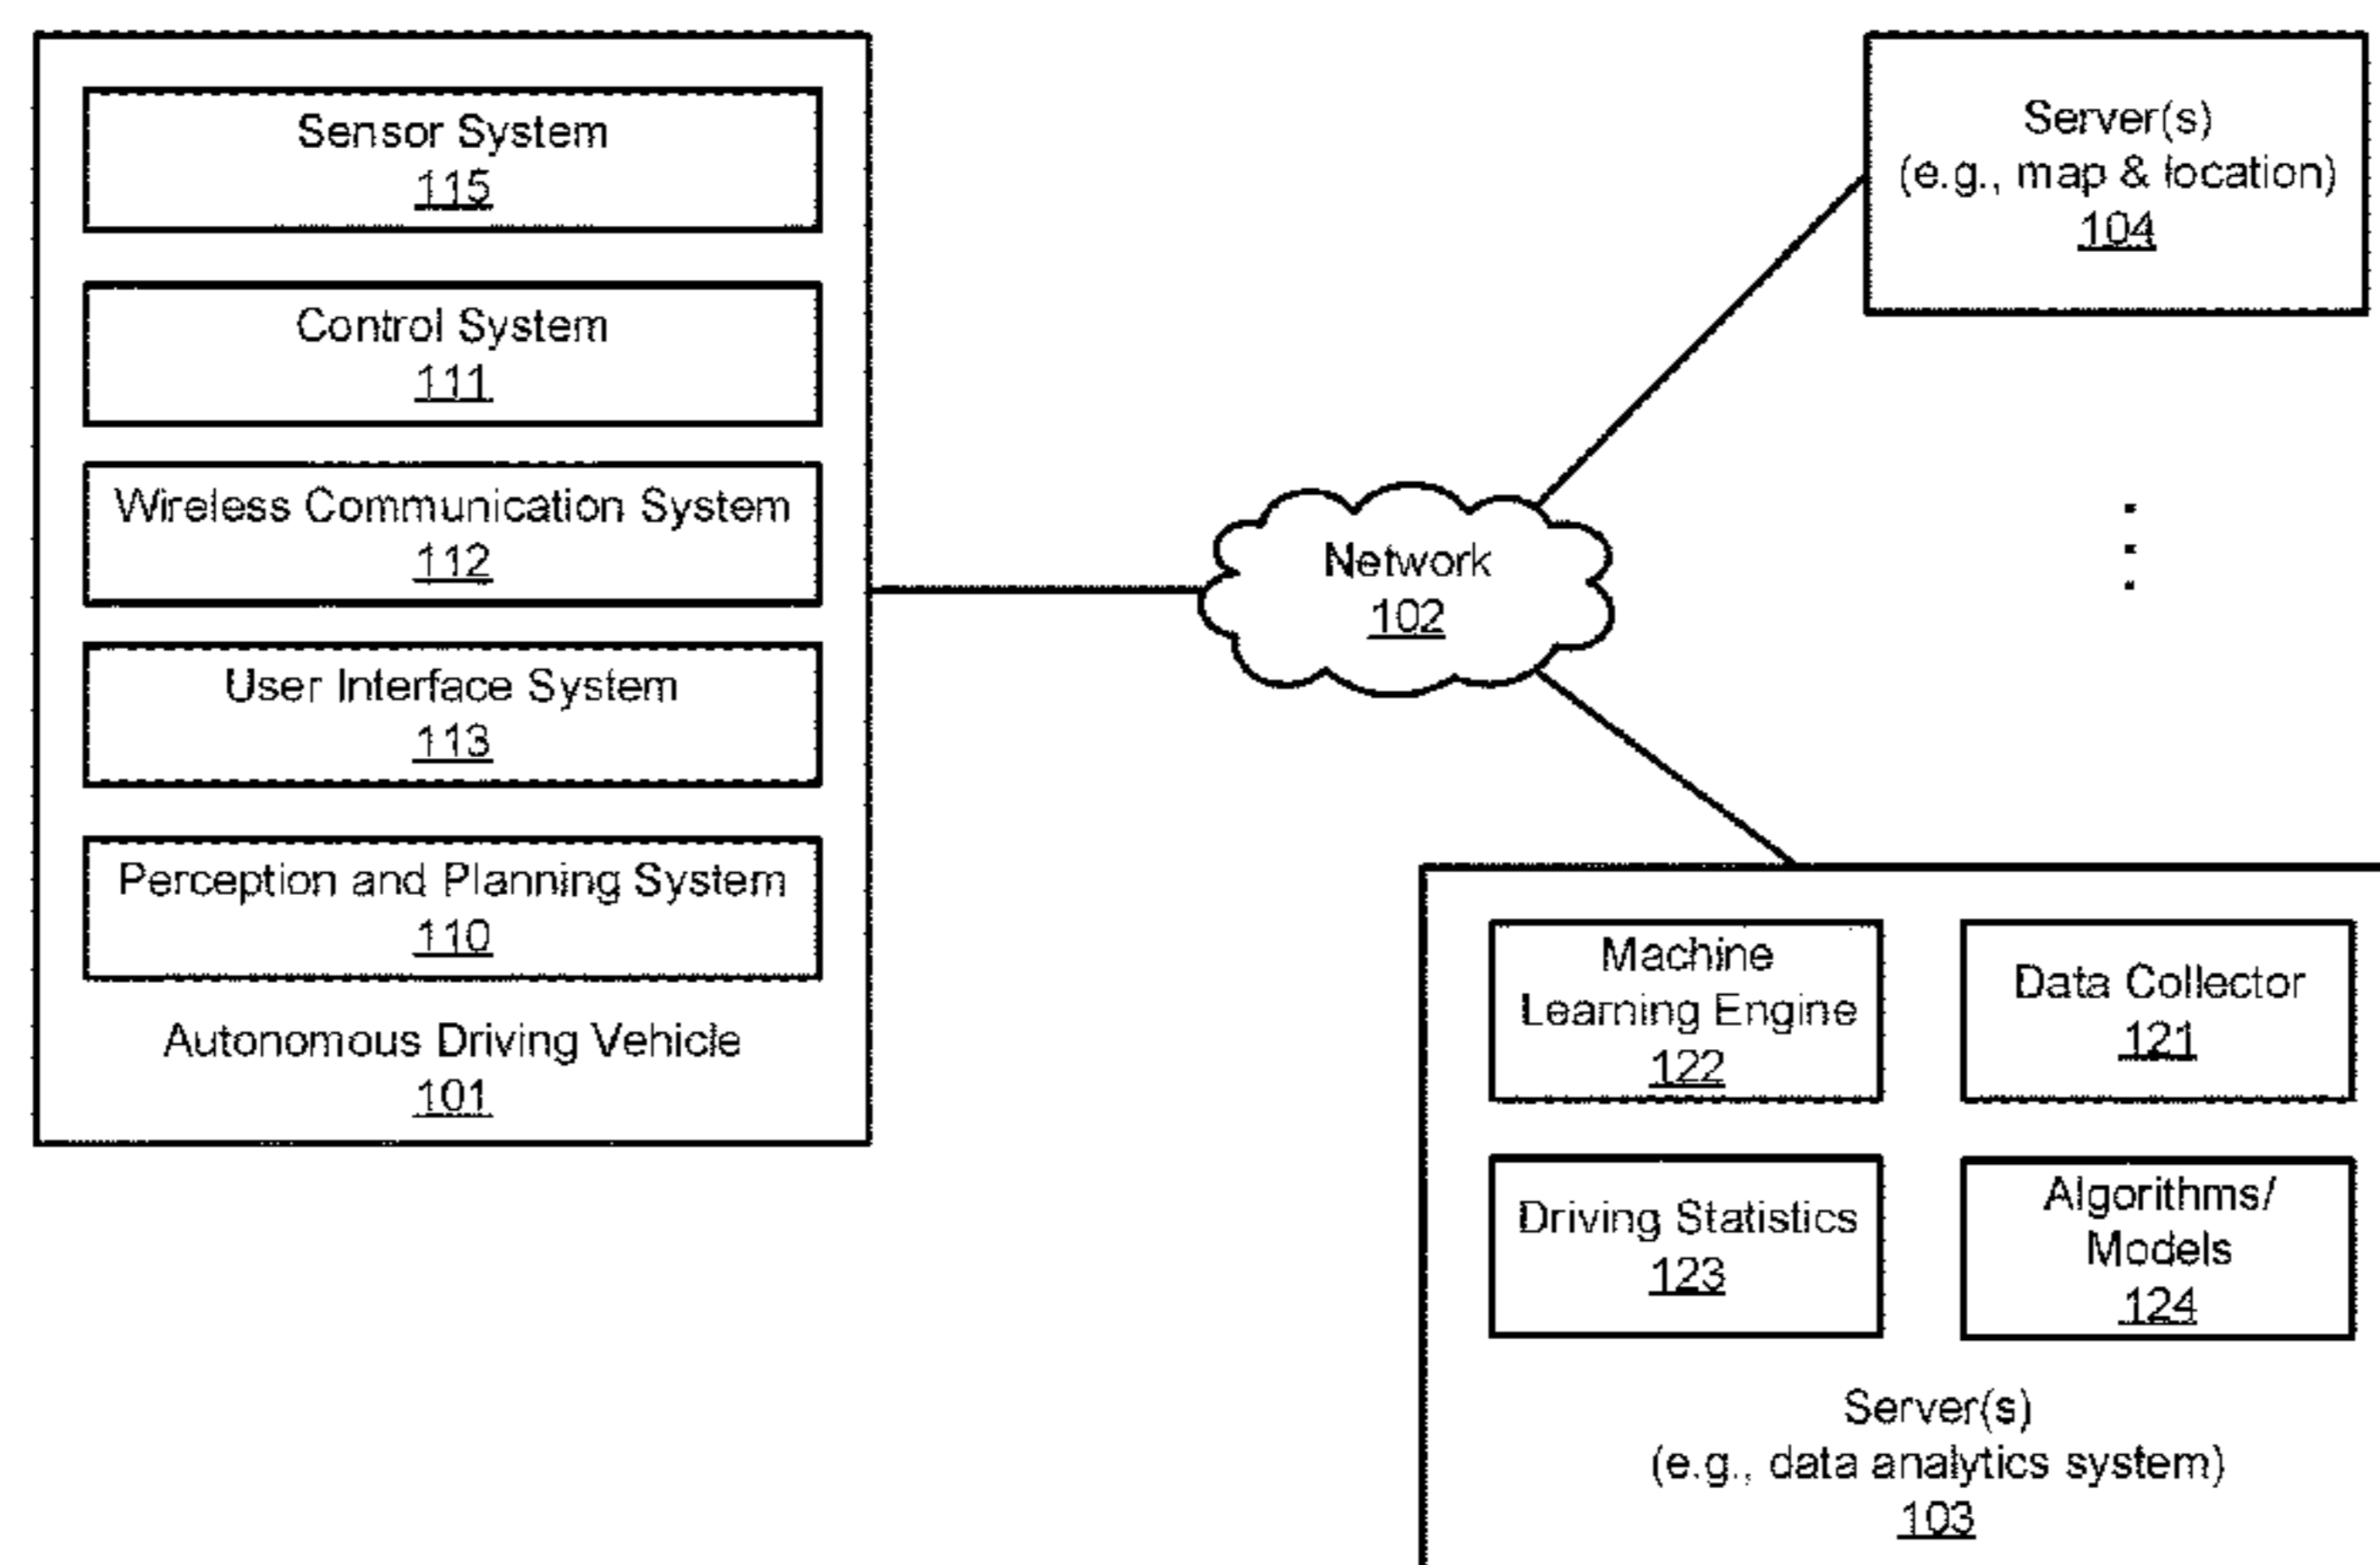 Sensor System
115
Control System
111
Wireless Communication System
112
User Interface System
113
Perception and Planning System
110
Autonomous Driving Vehicle
101
Network
102
Server(s)
(e.g., map & location)
104
Machine
Learning Engine
122
Data Collector
121
Driving Statistics
123
Algorithms/
Models
124
Server(s)
(e.g., data analytics system)
103